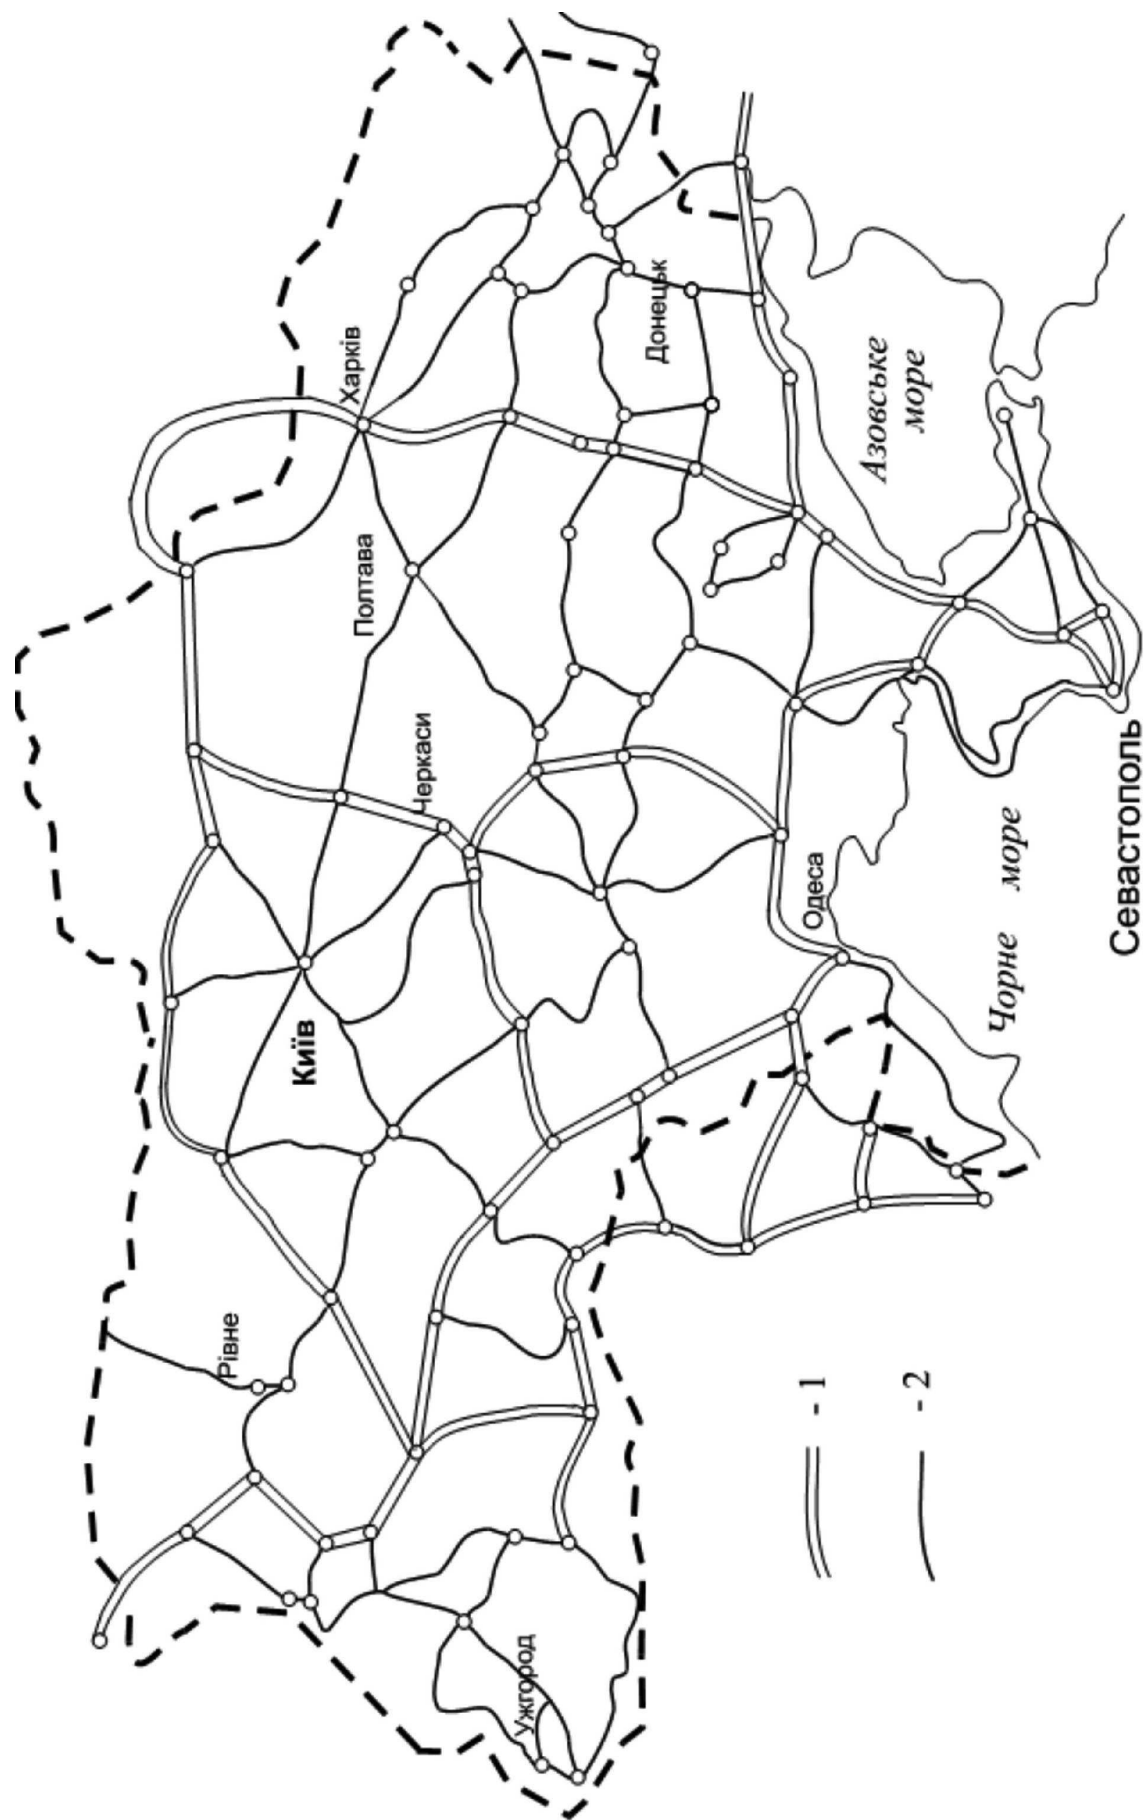 Харків
Полтава
Черкаси
Київ
Рівне
Ужгород
Донецьк
Азовське
море
Одеса
Чорне море
Севастополь
- 1
- 2